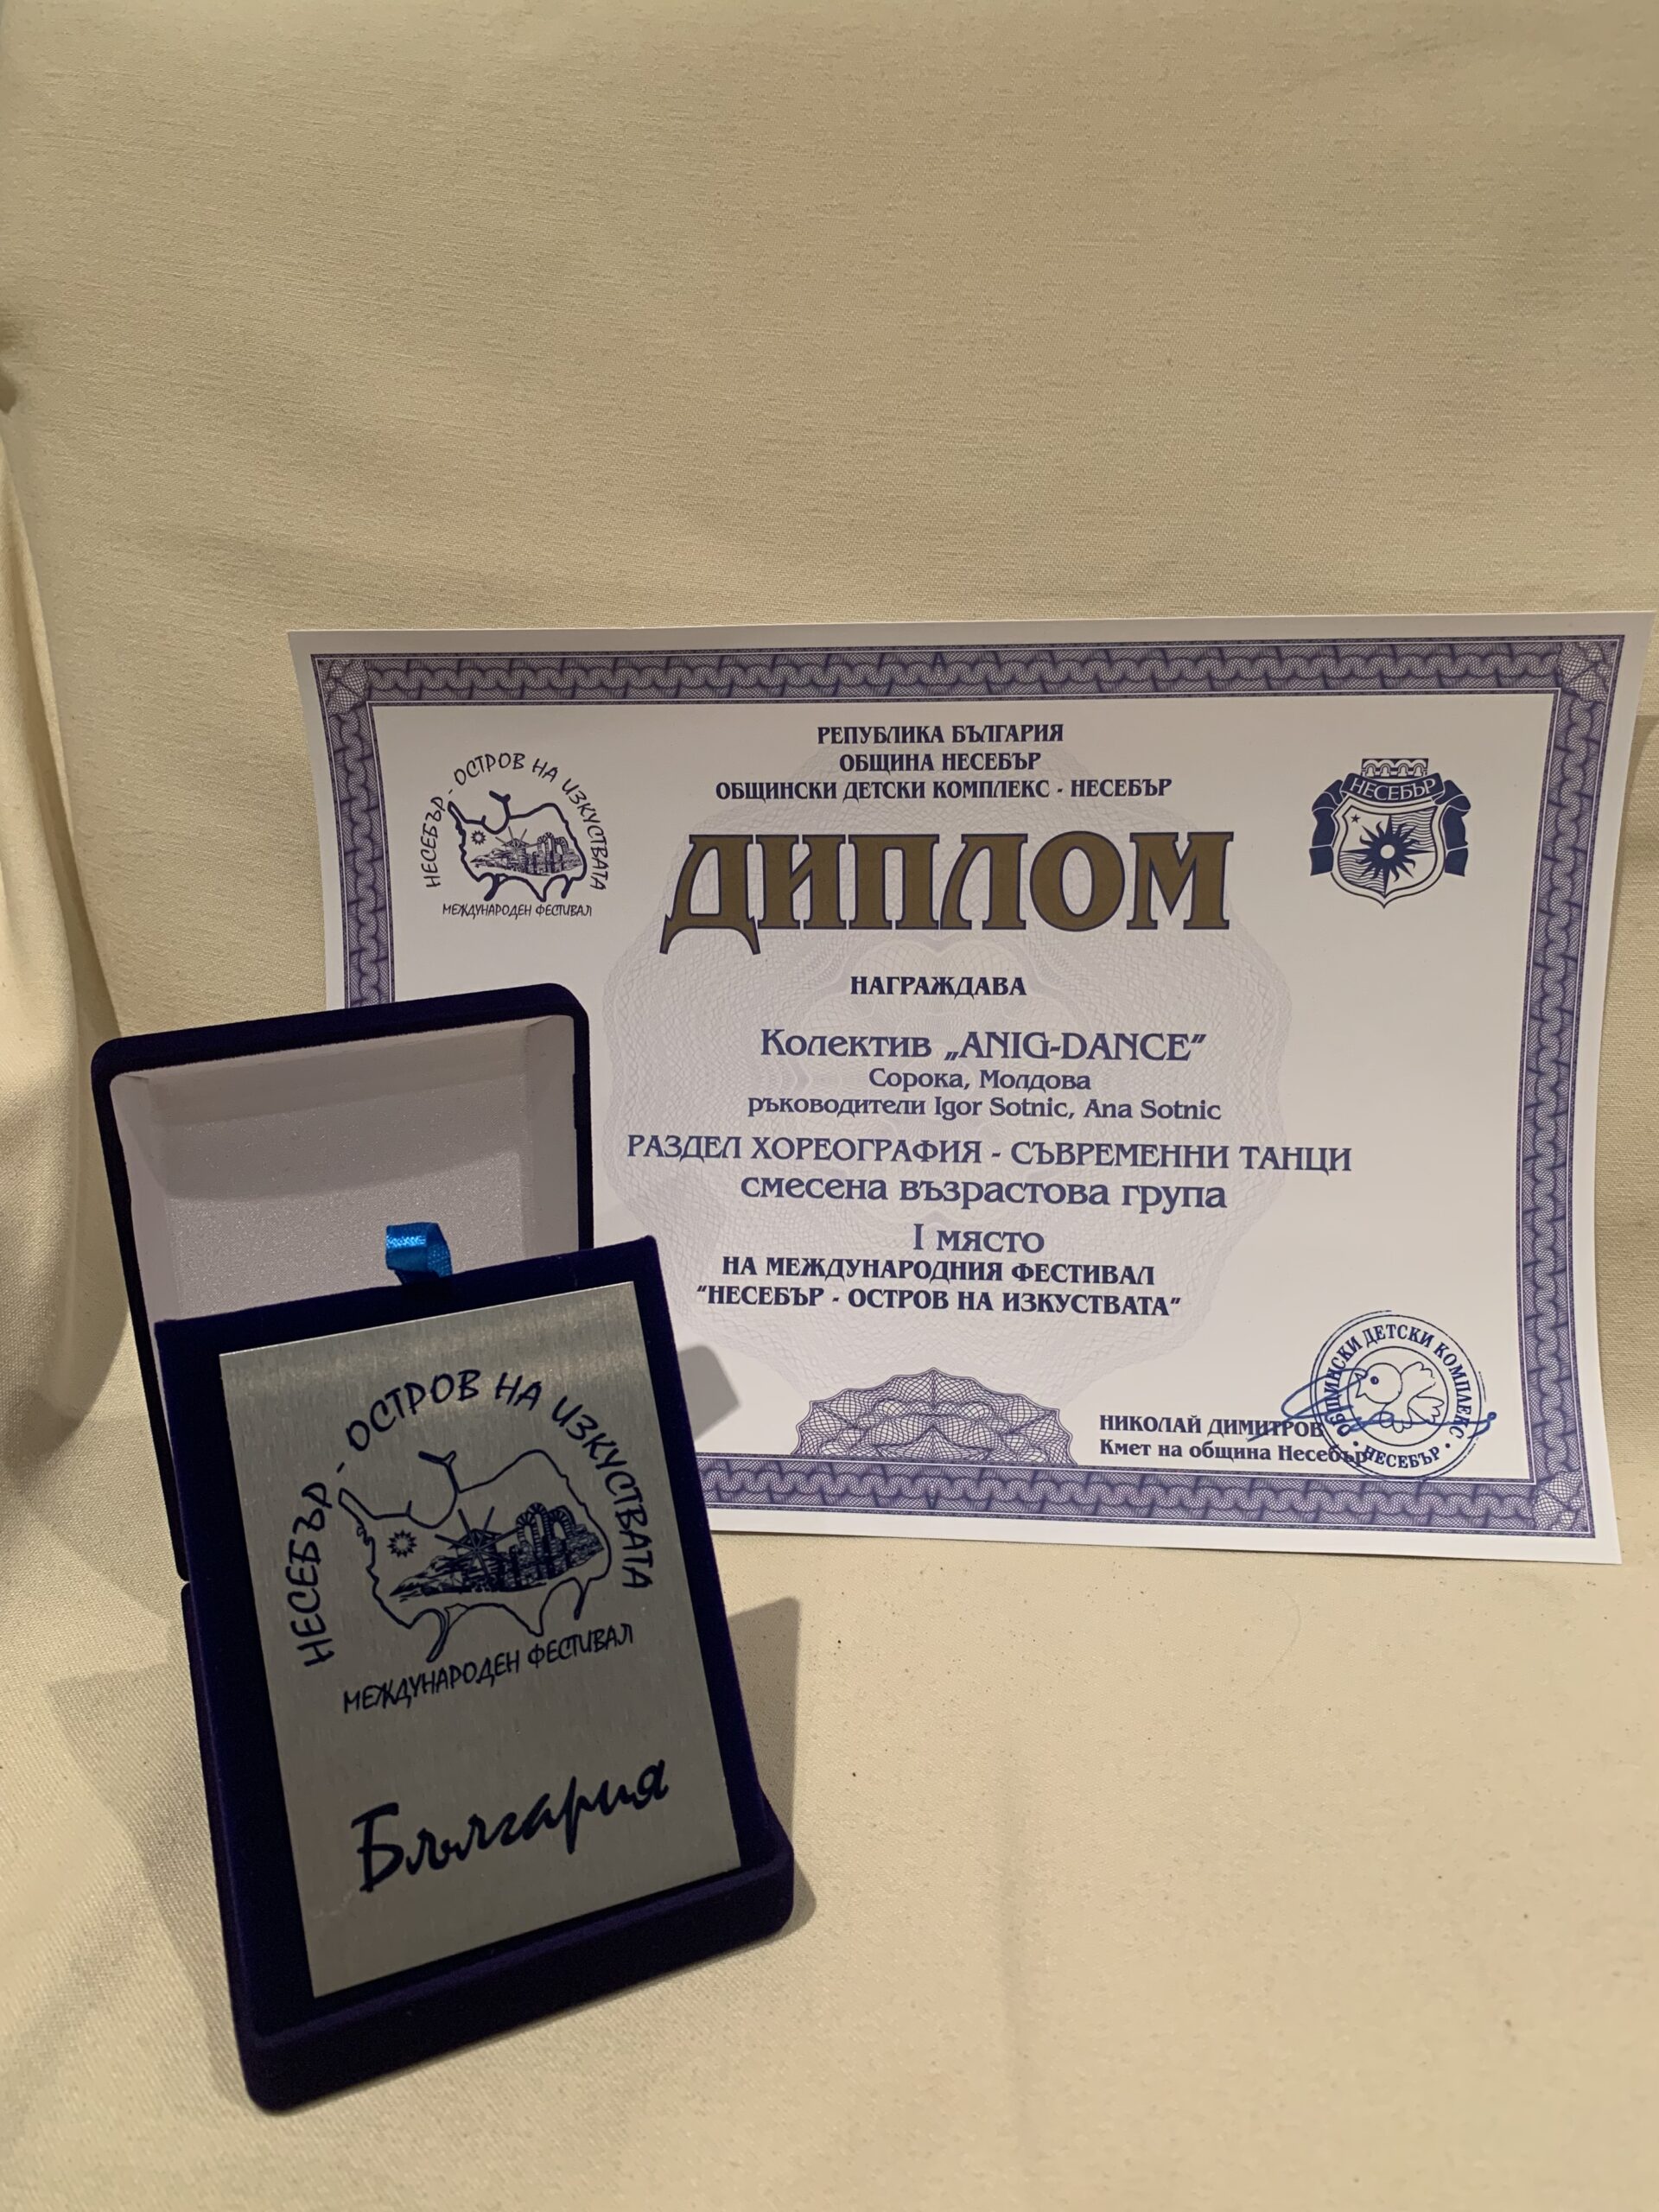 РЕПУБЛИКА БЪЛГАРИЯ
ОБЩИНА НЕСЕБЪР
ОБЩИНСКИ ДЕТСКИ КОМПЛЕКС - НЕСЕБЪР
НЕСЕБЪР - ОСТРОВ НА ИЗКУСТВАТА
МЕЖДУНАРОДЕН ФЕСТИВАЛ
НЕСЕБЪР
ДИПЛОМ
НАГРАЖДАВА
Колектив „ANIG-DANCE”
Сорока, Молдова
ръководители Igor Sotnic, Ana Sotnic
РАЗДЕЛ ХОРЕОГРАФИЯ - СЪВРЕМЕННИ ТАНЦИ
смесена възрастова група
I МЯСТО
НА МЕЖДУНАРОДНИЯ ФЕСТИВАЛ
“НЕСЕБЪР - ОСТРОВ НА ИЗКУСТВАТА”
НИКОЛАЙ ДИМИТРОВ
Кмет на община Несебър
ОБЩИНСКИ ДЕТСКИ КОМПЛЕКС
• НЕСЕБЪР •
НЕСЕБЪР - ОСТРОВ НА ИЗКУСТВАТА
МЕЖДУНАРОДЕН ФЕСТИВАЛ
България